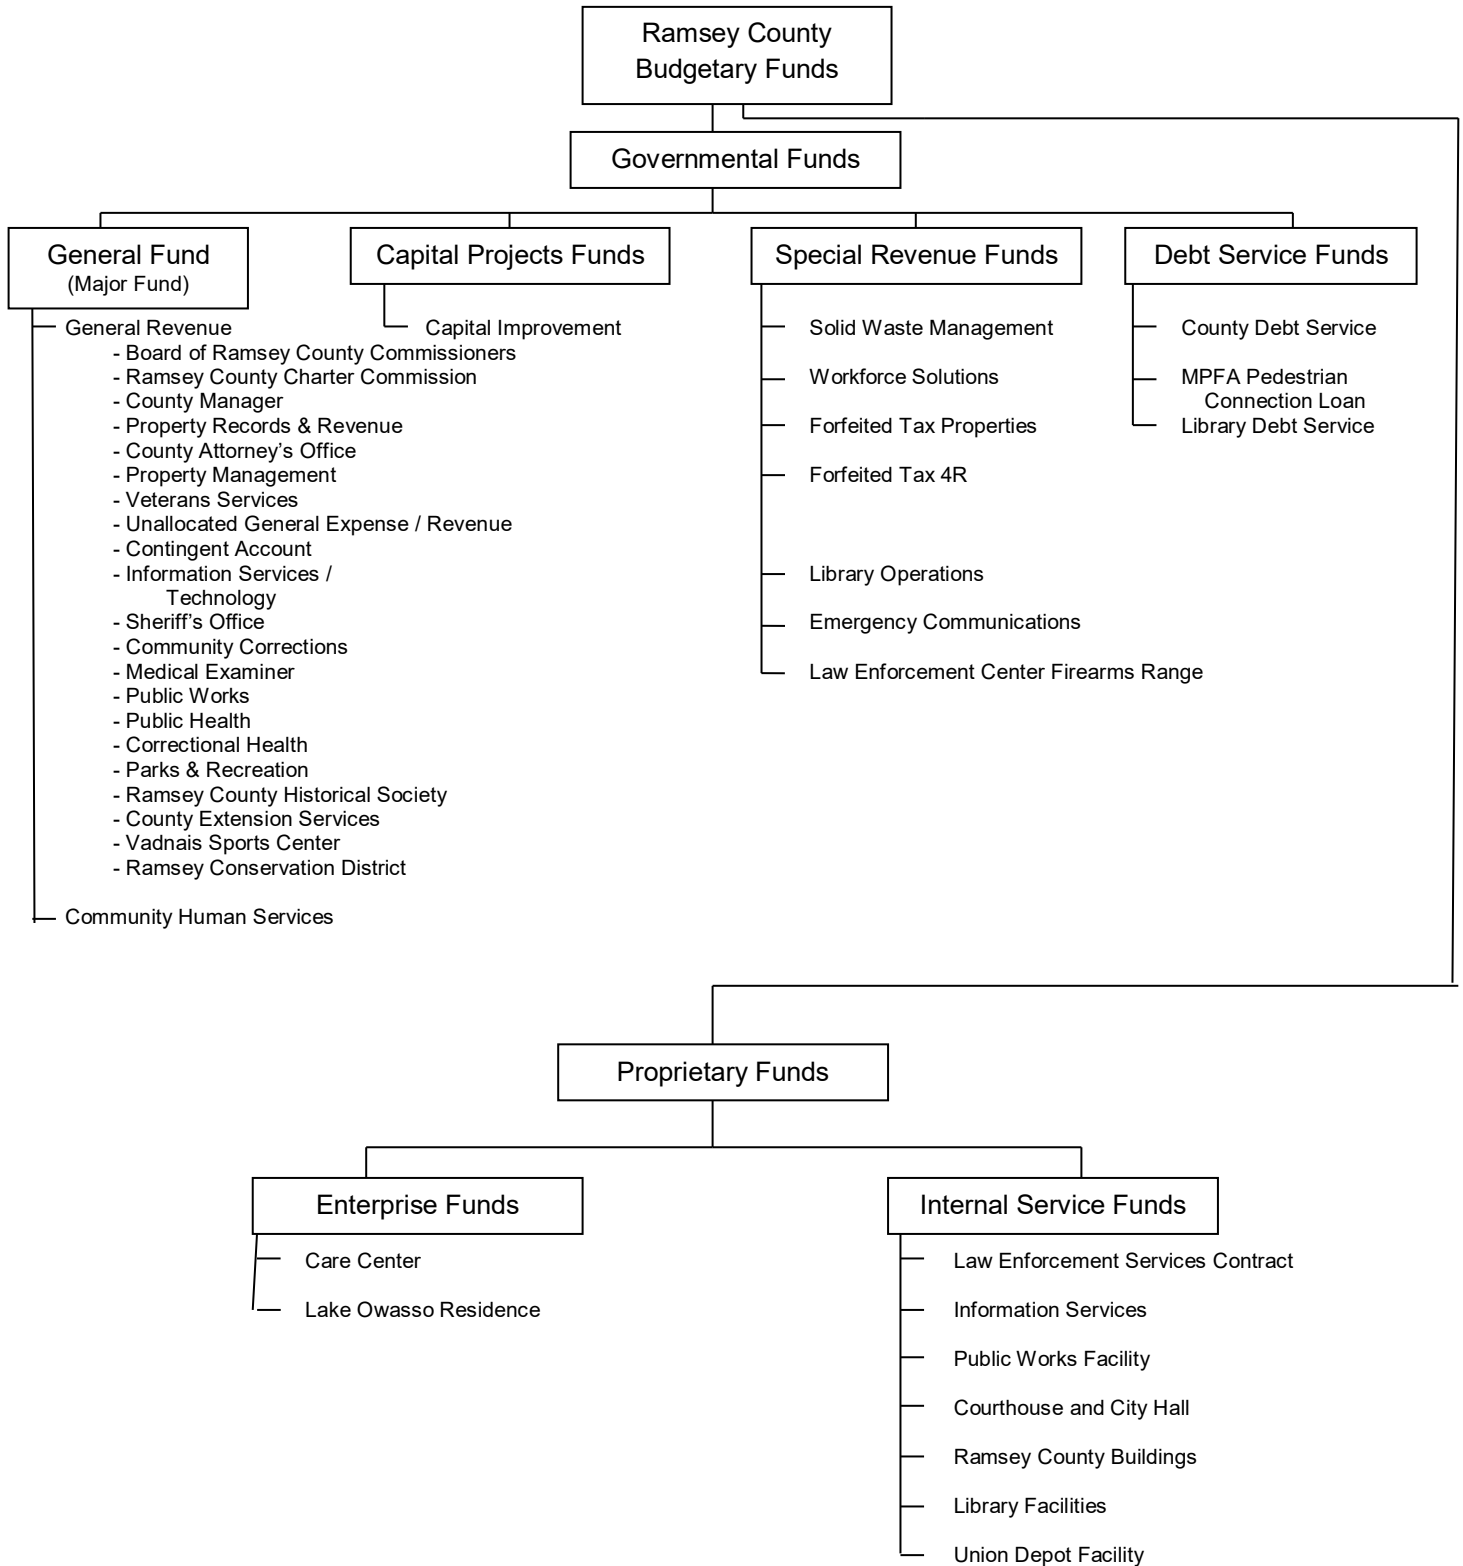 Ramsey County
Budgetary Funds
Governmental Funds
General Fund
(Major Fund)
General Revenue
- Board of Ramsey County Commissioners
- Ramsey County Charter Commission
- County Manager
- Property Records & Revenue
- County Attorney’s Office
- Property Management
- Veterans Services
- Unallocated General Expense / Revenue
- Contingent Account
- Information Services /
Technology
- Sheriff’s Office
- Community Corrections
- Medical Examiner
- Public Works
- Public Health
- Correctional Health
- Parks & Recreation
- Ramsey County Historical Society
- County Extension Services
- Vadnais Sports Center
- Ramsey Conservation District
Community Human Services
Capital Projects Funds
Capital Improvement
Special Revenue Funds
Solid Waste Management
Workforce Solutions
Forfeited Tax Properties
Forfeited Tax 4R
Library Operations
Emergency Communications
Law Enforcement Center Firearms Range
Debt Service Funds
County Debt Service
MPFA Pedestrian
Connection Loan
Library Debt Service
Proprietary Funds
Enterprise Funds
Care Center
Lake Owasso Residence
Internal Service Funds
Law Enforcement Services Contract
Information Services
Public Works Facility
Courthouse and City Hall
Ramsey County Buildings
Library Facilities
Union Depot Facility